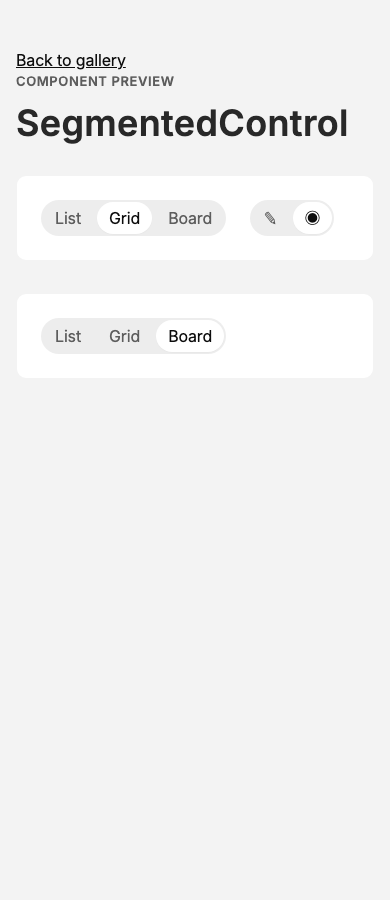 Back to gallery
COMPONENT PREVIEW
SegmentedControl
List Grid Board ✎ ◉
List Grid Board